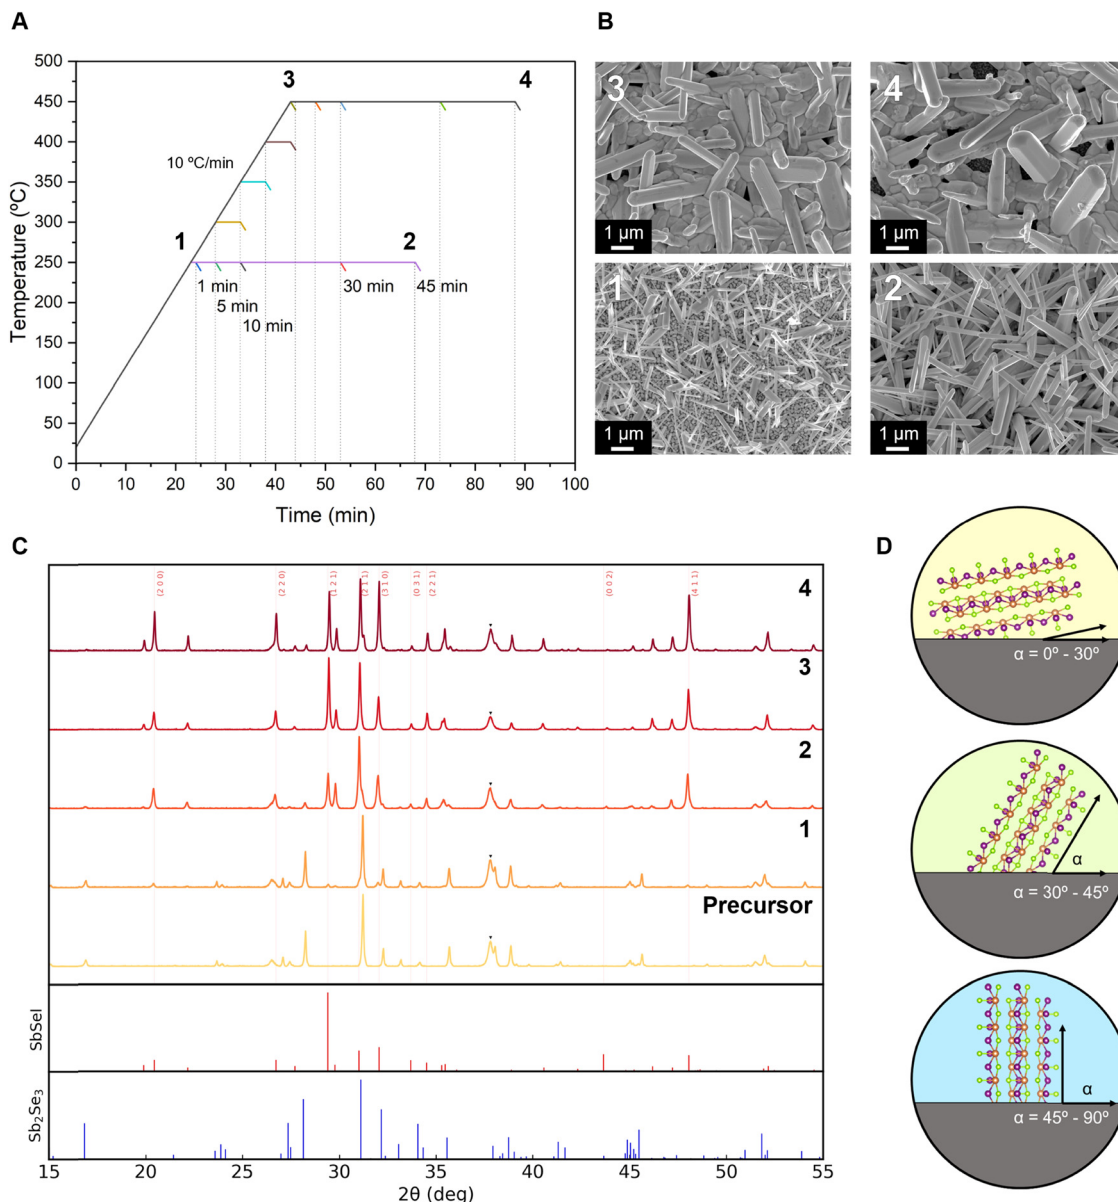 A
B
500
450
400
350
300
250
200
150
100
50
0
Temperature (ºC)
3
4
10 ºC/min
1
2
1 min
5 min
10 min
30 min
45 min
0
10
20
30
40
50
60
70
80
90
100
Time (min)
3
1 µm
4
1 µm
1
1 µm
2
1 µm
C
(2 0 0)
(2 2 0)
(1 2 1)
(2 1 1)
(3 1 0)
(0 3 1)
(2 2 1)
(0 0 2)
(4 1 1)
4
3
2
1
Precursor
SbSeI
Sb₂Se₃
15
20
25
30
35
40
45
50
55
2θ (deg)
D
α = 0º - 30º
α
α = 30º - 45º
α
α = 45º - 90º